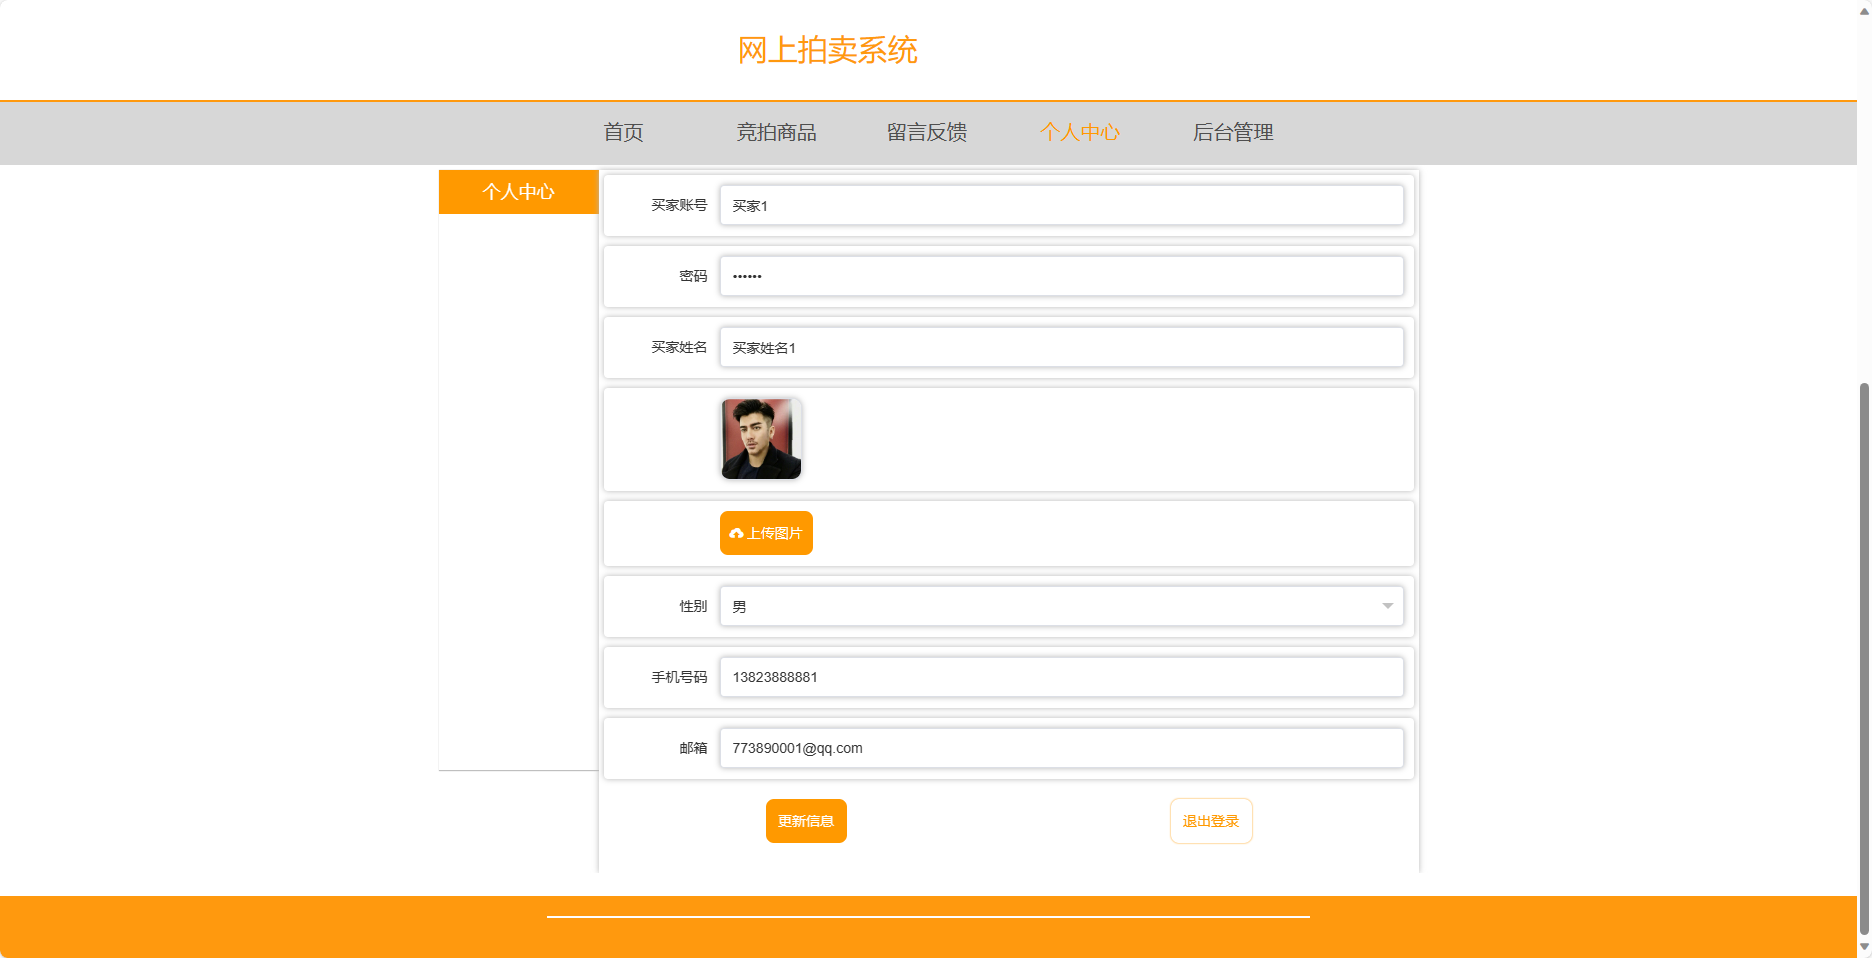 网上拍卖系统
首页 竞拍商品 留言反馈 个人中心 后台管理
个人中心
买家账号 买家1
密码 ••••••
买家姓名 买家姓名1
上传图片
性别 男
手机号码 13823888881
邮箱 773890001@qq.com
更新信息 退出登录